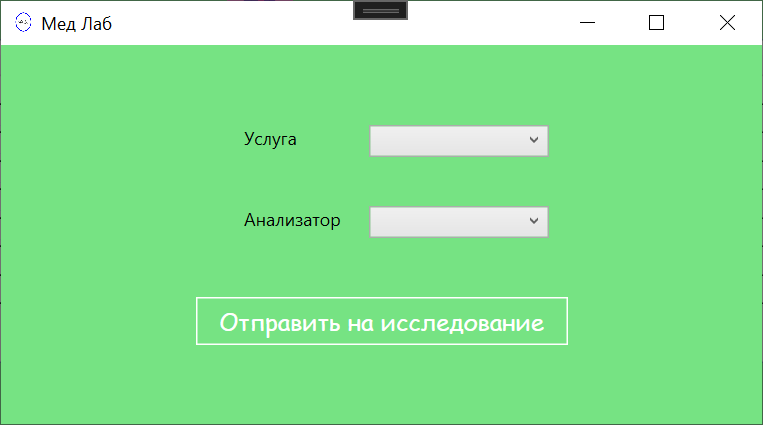 Мед Лаб
Услуга
Анализатор
Отправить на исследование